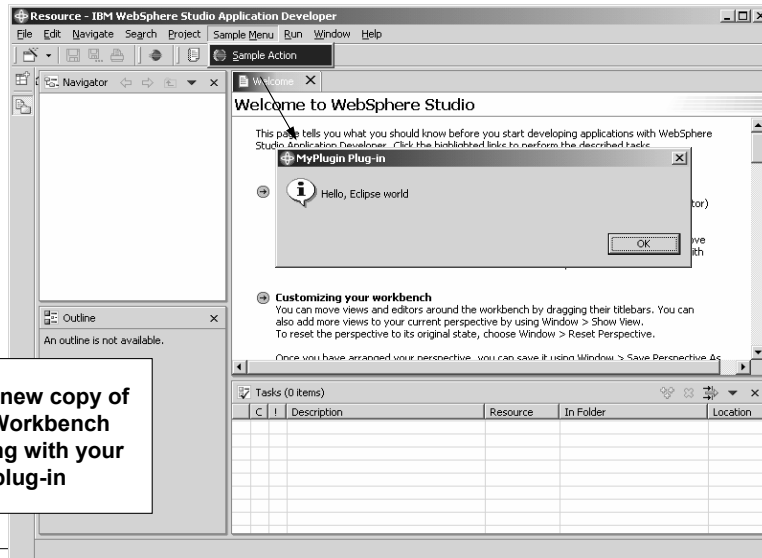 Resource - IBM WebSphere Studio Application Developer
File Edit Navigate Search Project Sample Menu Run Window Help
Sample Action
Navigator
Welcome
Welcome to WebSphere Studio
This page tells you what you should know before you start developing applications with WebSphere
Studio Application Developer. Click the highlighted links to perform the described tasks.
MyPlugin Plug-in
Hello, Eclipse world
OK
tor)
ove
ith
Customizing your workbench
You can move views and editors around the workbench by dragging their titlebars. You can
also add more views to your current perspective by using Window > Show View.
To reset the perspective to its original state, choose Window > Reset Perspective.
Once you have arranged your perspective, you can save it using Window > Save Perspective As
Outline
An outline is not available.
new copy of
Workbench
ng with your
plug-in
Tasks (0 items)
C ! Description Resource In Folder Location